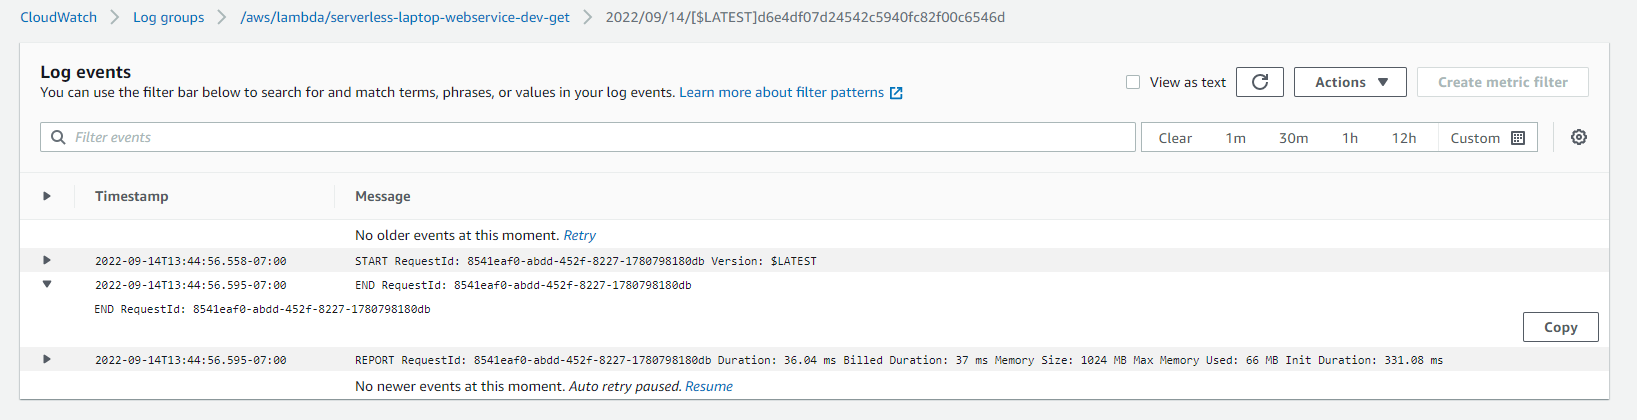 CloudWatch Log groups /aws/lambda/serverless-laptop-webservice-dev-get 2022/09/14/[$LATEST]d6e4df07d24542c5940fc82f00c6546d
Log events
You can use the filter bar below to search for and match terms, phrases, or values in your log events. Learn more about filter patterns
View as text Actions Create metric filter
Filter events Clear 1m 30m 1h 12h Custom
Timestamp Message
No older events at this moment. Retry
2022-09-14T13:44:56.558-07:00 START RequestId: 8541eaf0-abdd-452f-8227-1780798180db Version: $LATEST
2022-09-14T13:44:56.595-07:00 END RequestId: 8541eaf0-abdd-452f-8227-1780798180db
END RequestId: 8541eaf0-abdd-452f-8227-1780798180db
Copy
2022-09-14T13:44:56.595-07:00 REPORT RequestId: 8541eaf0-abdd-452f-8227-1780798180db Duration: 36.04 ms Billed Duration: 37 ms Memory Size: 1024 MB Max Memory Used: 66 MB Init Duration: 331.08 ms
No newer events at this moment. Auto retry paused. Resume